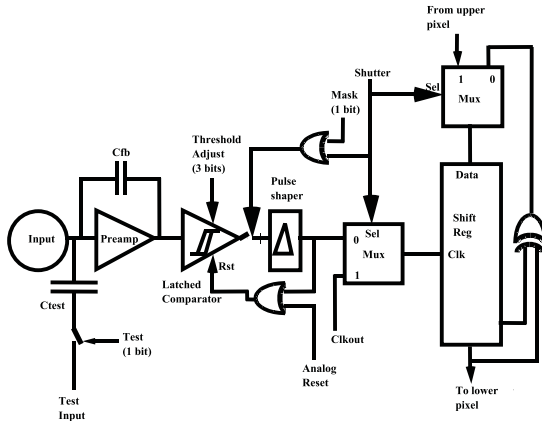 From upper
pixel
Shutter
Sel
1 0
Mux
Mask
(1 bit)
Threshold
Adjust
(3 bits)
Cfb
Pulse
shaper
Data
Shift
Reg
Clk
Input
Preamp
0
Sel
Mux
1
Rst
Latched
Comparator
Ctest
Test
(1 bit)
Clkout
Analog
Reset
Test
Input
To lower
pixel